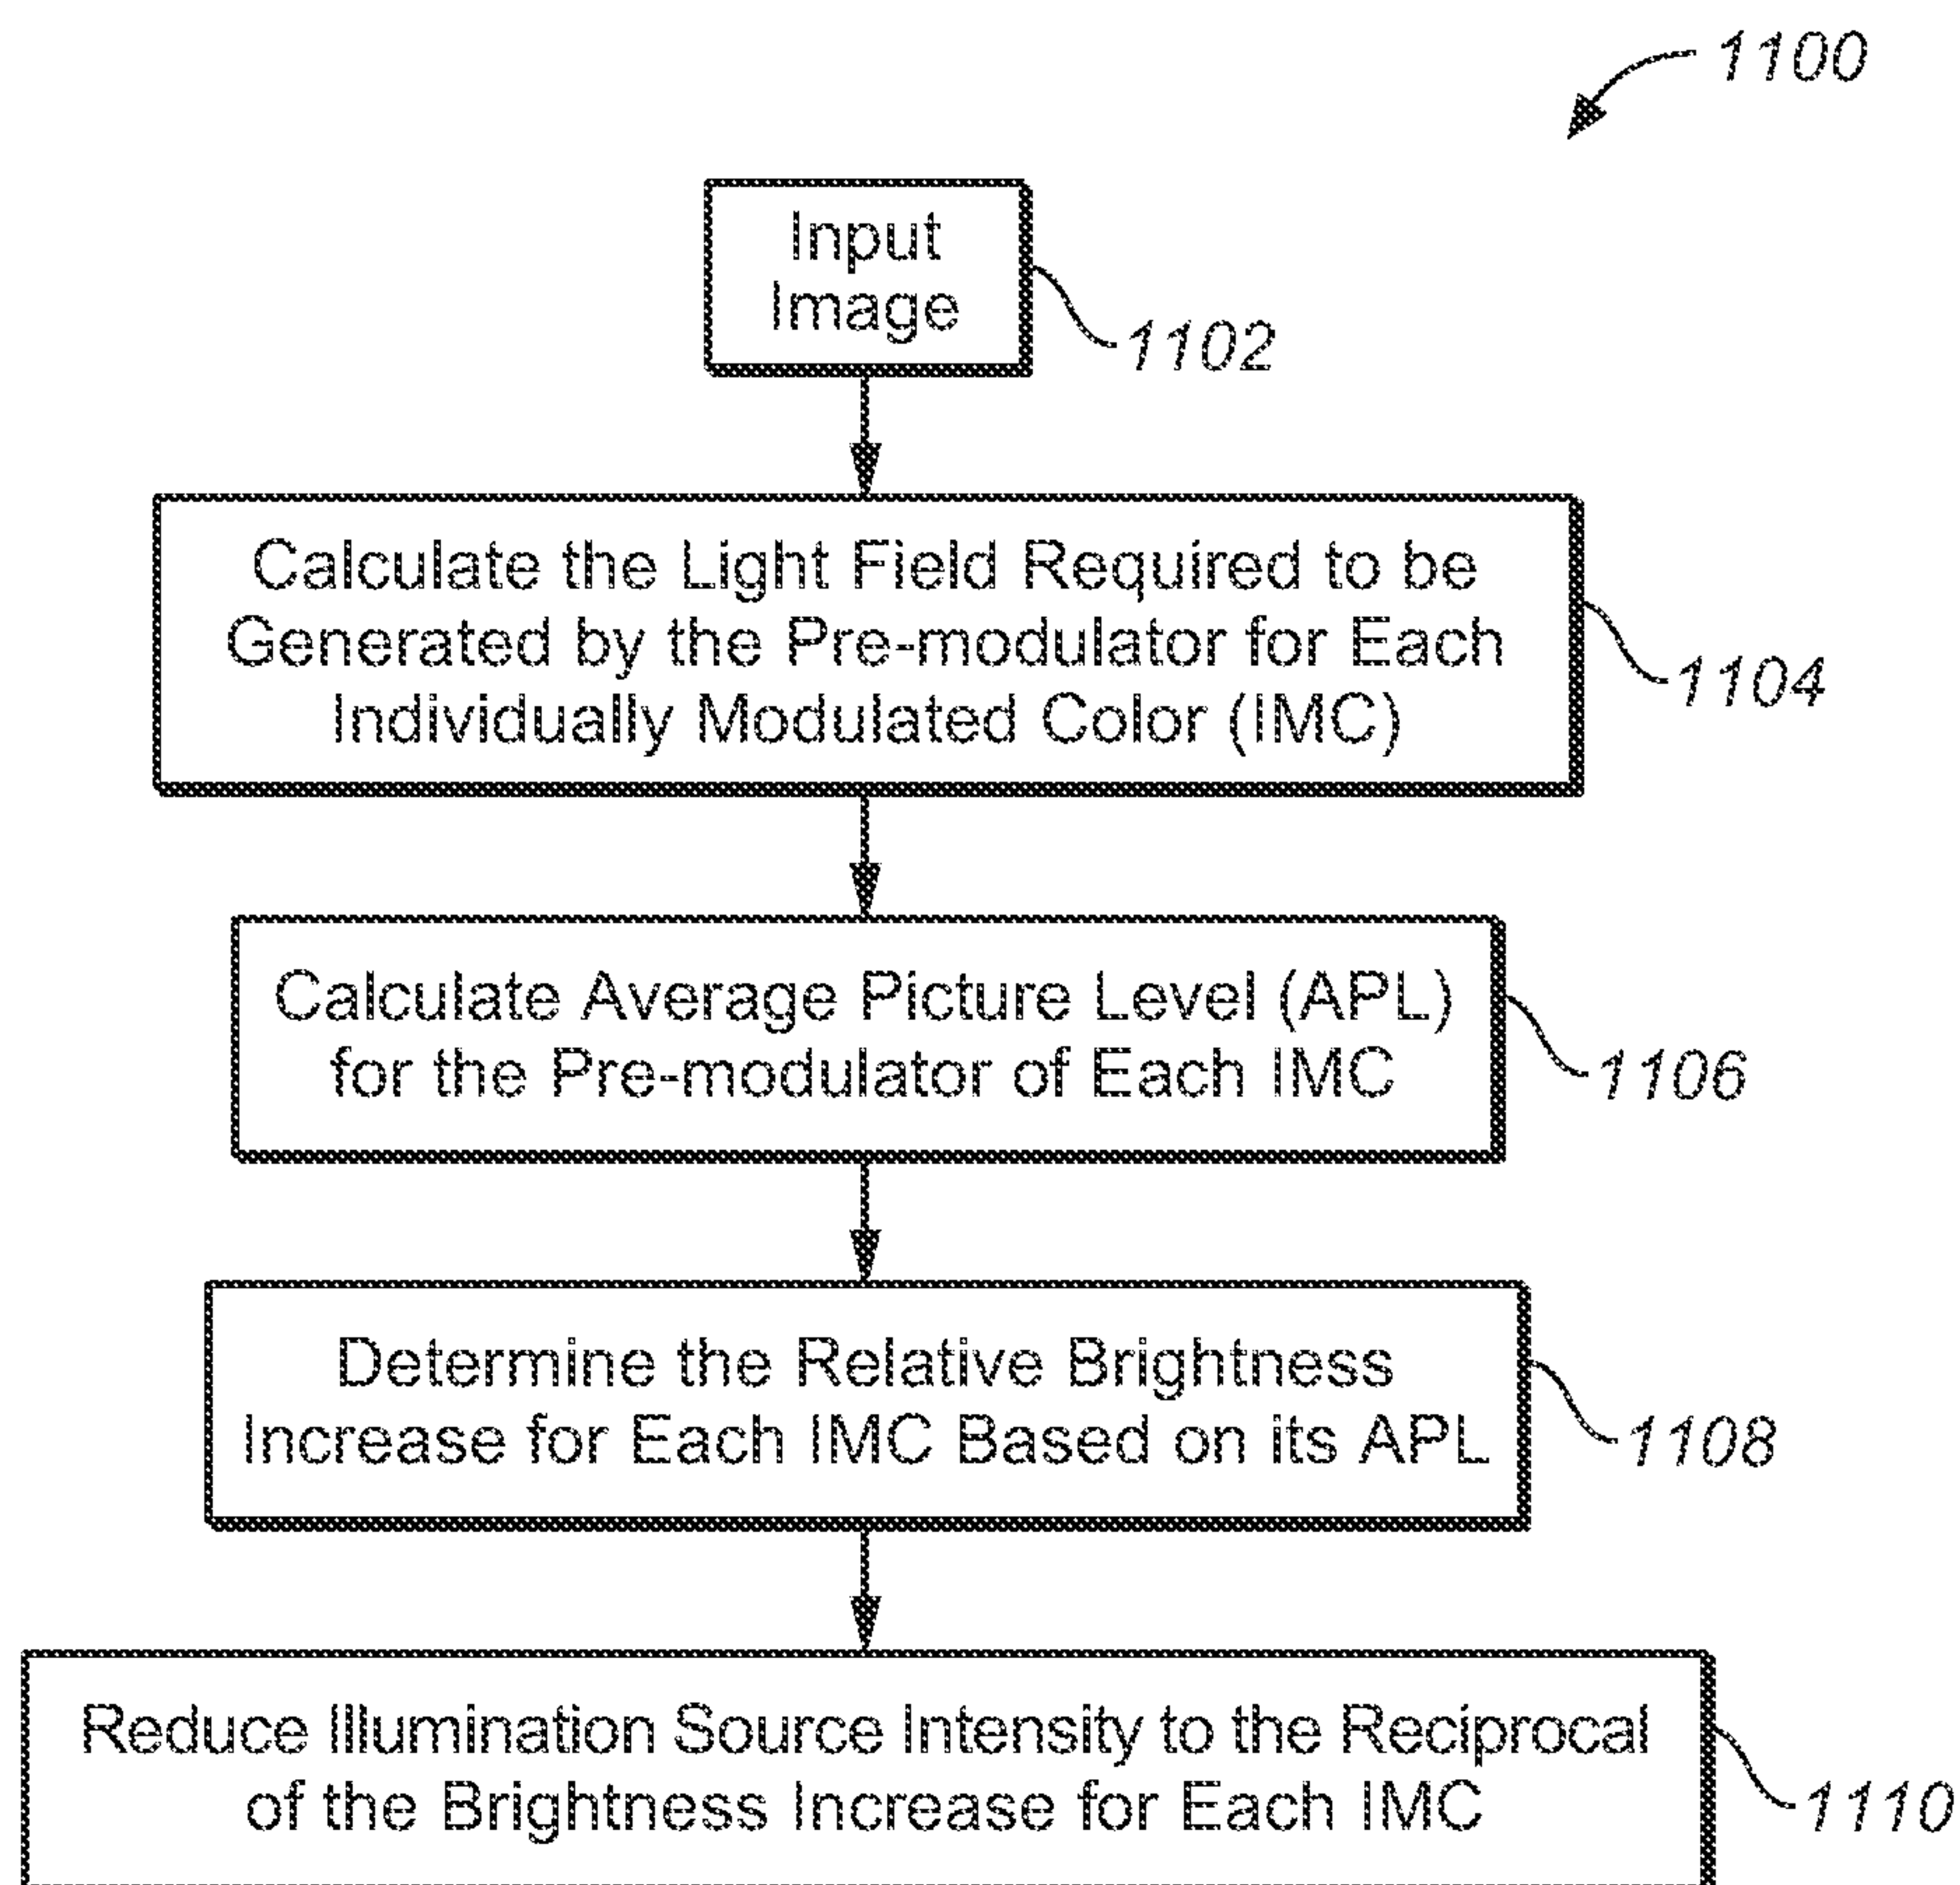 1100
Input
Image
1102
Calculate the Light Field Required to be
Generated by the Pre-modulator for Each
Individually Modulated Color (IMC)
1104
Calculate Average Picture Level (APL)
for the Pre-modulator of Each IMC
1106
Determine the Relative Brightness
Increase for Each IMC Based on its APL
1108
Reduce Illumination Source Intensity to the Reciprocal
of the Brightness Increase for Each IMC
1110